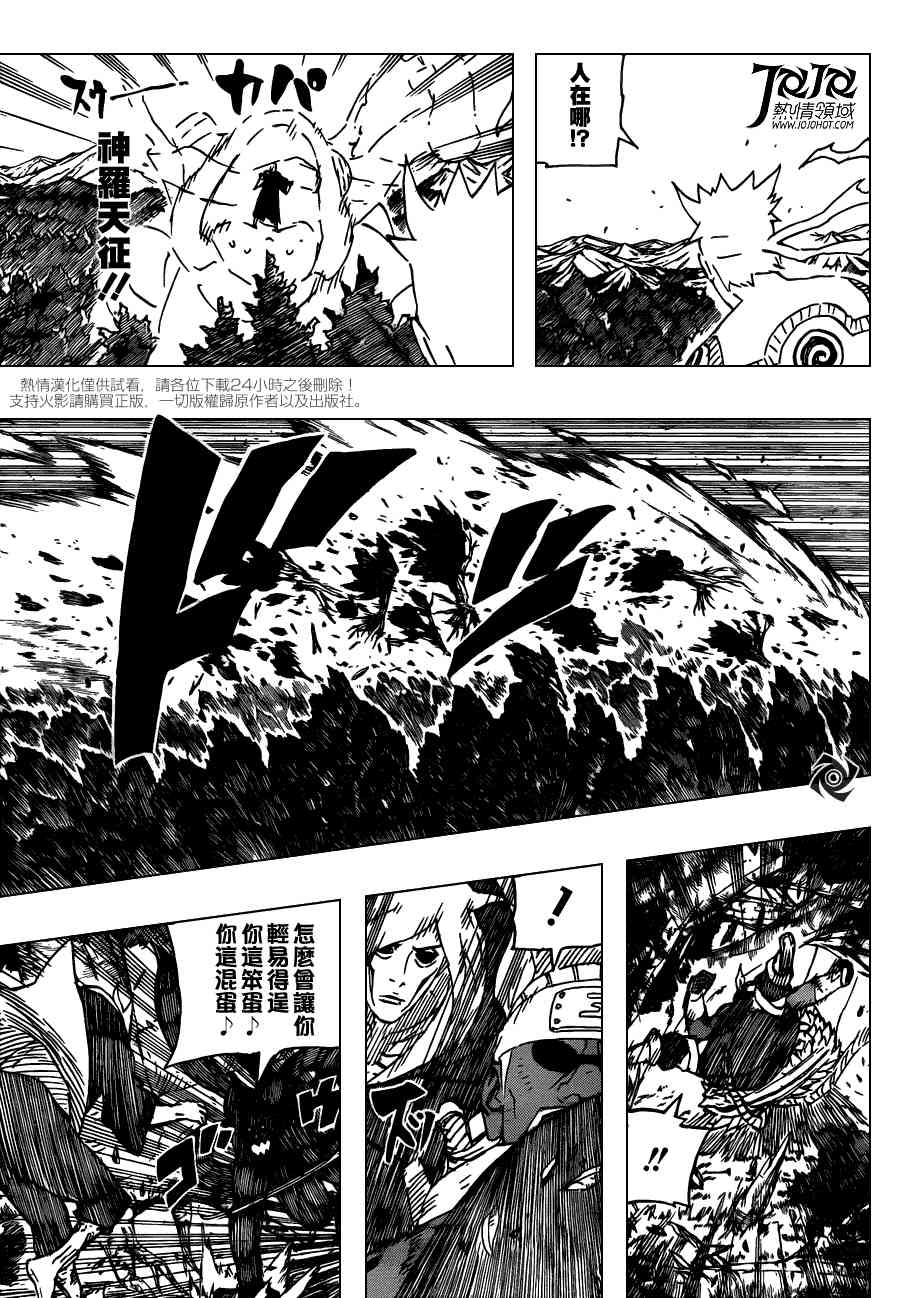 人在哪!?
JOJO
熱情領域
WWW.JOJOHOT.COM
カパ
スゥー
神羅天征!!
熱情漢化僅供試看，請各位下載24小時之後刪除！
支持火影請購買正版，一切版權歸原作者以及出版社。
ドド
!!
!
ズ
怎麼會讓你
輕易得逞
你這笨蛋♪
你這混蛋♪
ゴ